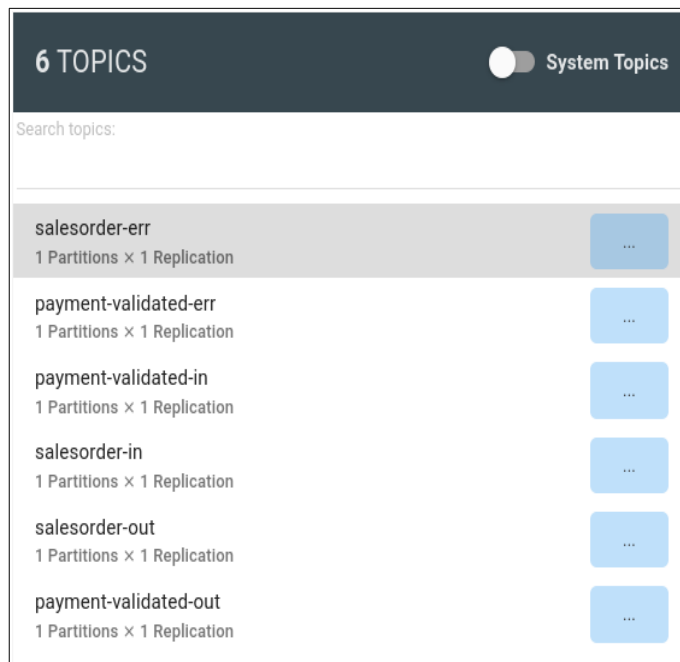 6 TOPICS
System Topics
Search topics:
salesorder-err
1 Partitions × 1 Replication
...
payment-validated-err
1 Partitions × 1 Replication
...
payment-validated-in
1 Partitions × 1 Replication
...
salesorder-in
1 Partitions × 1 Replication
...
salesorder-out
1 Partitions × 1 Replication
...
payment-validated-out
1 Partitions × 1 Replication
...